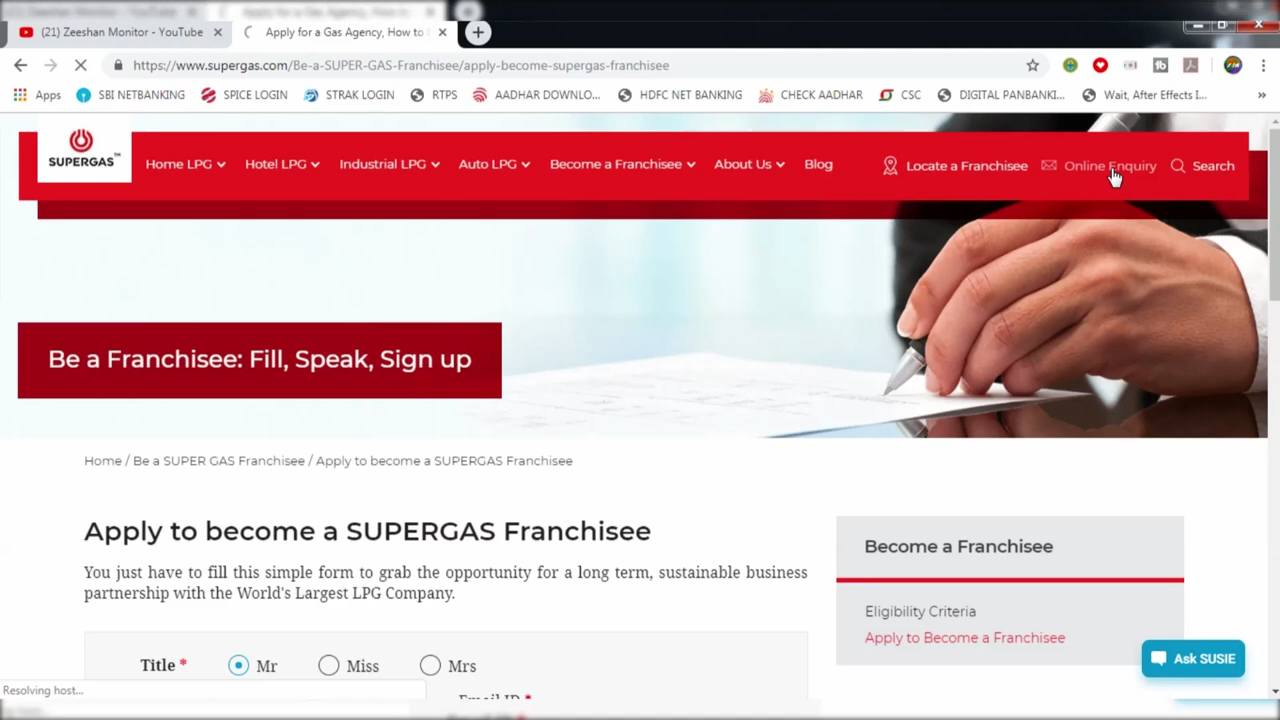 (21) Zeeshan Monitor - YouTube
Apply for a Gas Agency, How to
https://www.supergas.com/Be-a-SUPER-GAS-Franchisee/apply-become-supergas-franchisee
Apps SBI NETBANKING SPICE LOGIN STRAK LOGIN RTPS AADHAR DOWNLO... HDFC NET BANKING CHECK AADHAR CSC DIGITAL PANBANKI... Wait, After Effects I... »
SUPERGAS™
Home LPG Hotel LPG Industrial LPG Auto LPG Become a Franchisee About Us Blog Locate a Franchisee Online Enquiry Search
Be a Franchisee: Fill, Speak, Sign up
Home / Be a SUPER GAS Franchisee / Apply to become a SUPERGAS Franchisee
Apply to become a SUPERGAS Franchisee
You just have to fill this simple form to grab the opportunity for a long term, sustainable business
partnership with the World's Largest LPG Company.
Title * Mr Miss Mrs
Email ID *
Become a Franchisee
Eligibility Criteria
Apply to Become a Franchisee
Ask SUSIE
Resolving host...